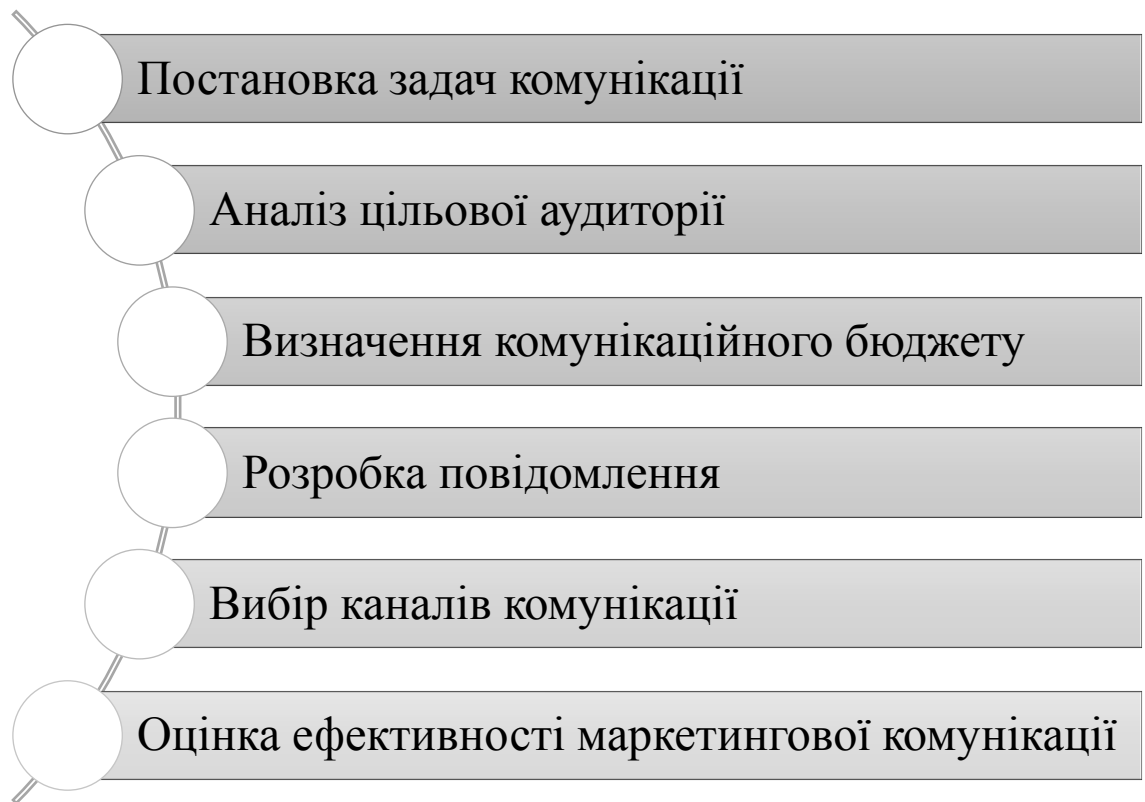 Постановка задач комунікації
Аналіз цільової аудиторії
Визначення комунікаційного бюджету
Розробка повідомлення
Вибір каналів комунікації
Оцінка ефективності маркетингової комунікації